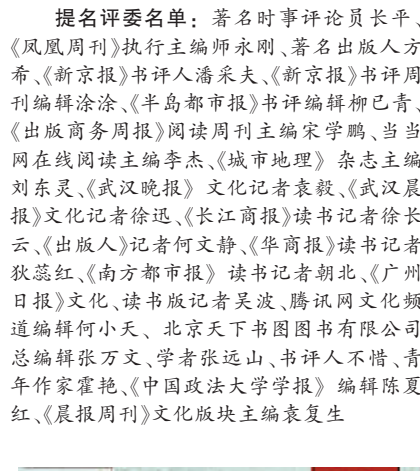 提名评委名单：著名时事评论员长平、
《凤凰周刊》执行主编师永刚、著名出版人方
希、《新京报》书评人潘采夫、《新京报》书评周
刊编辑涂涂、《半岛都市报》书评编辑柳已青、
《出版商务周报》阅读周刊主编宋学鹏、当当
网在线阅读主编李杰、《城市地理》杂志主编
刘东灵、《武汉晚报》文化记者袁毅、《武汉晨
报》文化记者徐迅、《长江商报》读书记者徐长
云、《出版人》记者何文静、《华商报》读书记者
狄蕊红、《南方都市报》读书记者朝北、《广州
日报》文化、读书版记者吴波、腾讯网文化频
道编辑何小天、北京天下书图图书有限公司
总编辑张万文、学者张远山、书评人不惜、青
年作家霍艳、《中国政法大学学报》编辑陈夏
红、《晨报周刊》文化版块主编袁复生